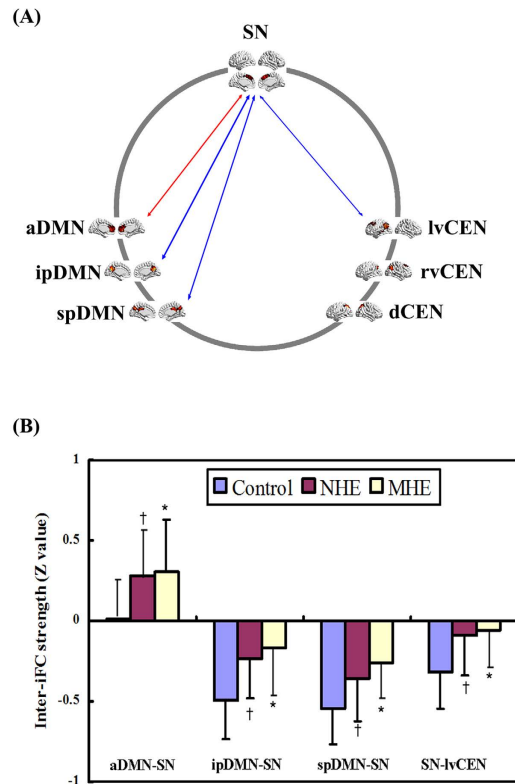 (A)
SN
aDMN
lvCEN
ipDMN
rvCEN
spDMN
dCEN
(B)
Inter-iFC strength (Z value)
1
0.5
0
-0.5
-1
Control NHE MHE
† *
† *
† *
† *
aDMN-SN ipDMN-SN spDMN-SN SN-lvCEN